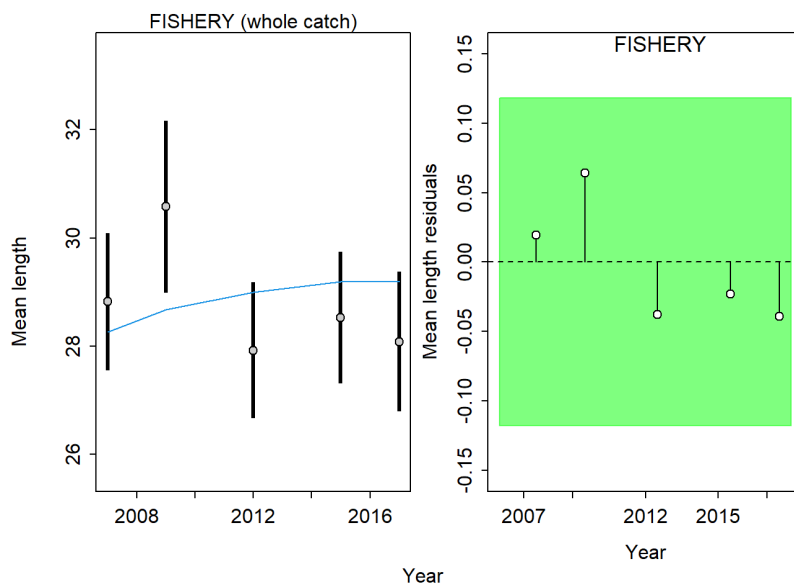 FISHERY (whole catch)
Mean length
32
30
28
26
2008
2012
2016
Year
FISHERY
Mean length residuals
0.15
0.10
0.05
0.00
-0.05
-0.10
-0.15
2007
2012
2015
Year